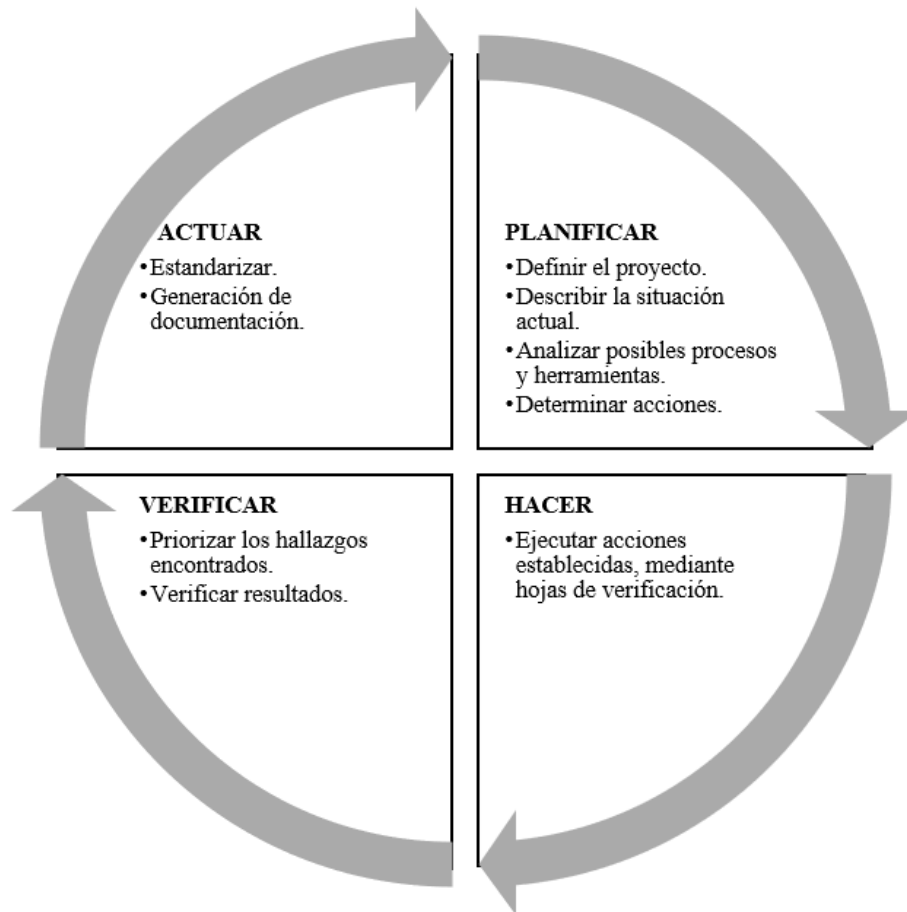 ACTUAR
•Estandarizar.
•Generación de
documentación.
PLANIFICAR
•Definir el proyecto.
•Describir la situación
actual.
•Analizar posibles procesos
y herramientas.
•Determinar acciones.
VERIFICAR
•Priorizar los hallazgos
encontrados.
•Verificar resultados.
HACER
•Ejecutar acciones
establecidas, mediante
hojas de verificación.